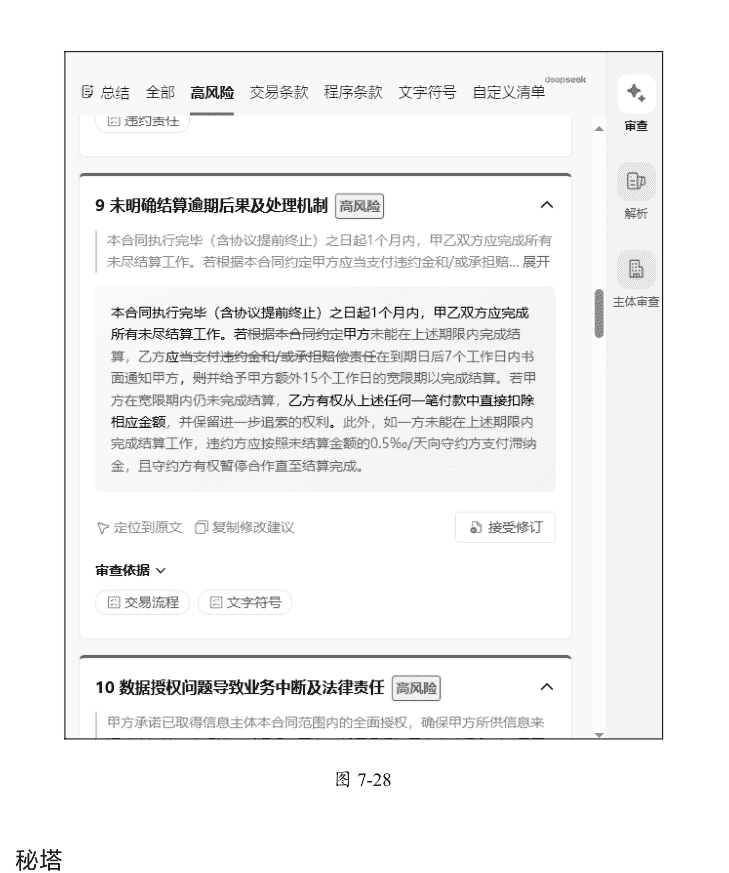 deepseek
总结 全部 高风险 交易条款 程序条款 文字符号 自定义清单
审查
违约责任
9 未明确结算逾期后果及处理机制 高风险
解析
本合同执行完毕（含协议提前终止）之日起1个月内，甲乙双方应完成所有
未尽结算工作。若根据本合同约定甲方应当支付违约金和/或承担赔... 展开
主体审查
本合同执行完毕（含协议提前终止）之日起1个月内，甲乙双方应完成
所有未尽结算工作。若根据本合同约定甲方未能在上述期限内完成结
算，乙方应当支付违约金和/或承担赔偿责任在到期日后7个工作日内书
面通知甲方，则并给予甲方额外15个工作日的宽限期以完成结算。若甲
方在宽限期内仍未完成结算，乙方有权从上述任何一笔付款中直接扣除
相应金额，并保留进一步追索的权利。此外，如一方未能在上述期限内
完成结算工作，违约方应按照未结算金额的0.5‰/天向守约方支付滞纳
金，且守约方有权暂停合作直至结算完成。
定位到原文 复制修改建议 接受修订
审查依据
交易流程 文字符号
10 数据授权问题导致业务中断及法律责任 高风险
甲方承诺已取得信息主体本合同范围内的全面授权，确保甲方所供信息来
图 7-28
秘塔